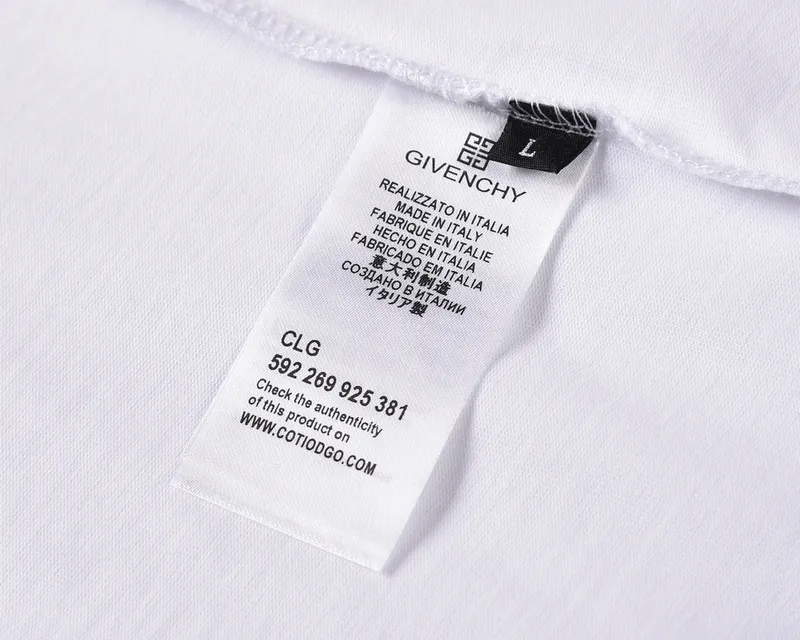 L
GIVENCHY
REALIZZATO IN ITALIA
MADE IN ITALY
FABRIQUE EN ITALIE
HECHO EN ITALIA
FABRICADO EM ITALIA
意大利制造
СОЗДАНО В ИТАЛИИ
イタリア製
CLG
592 269 925 381
Check the authenticity
of this product on
WWW.COTIODGO.COM